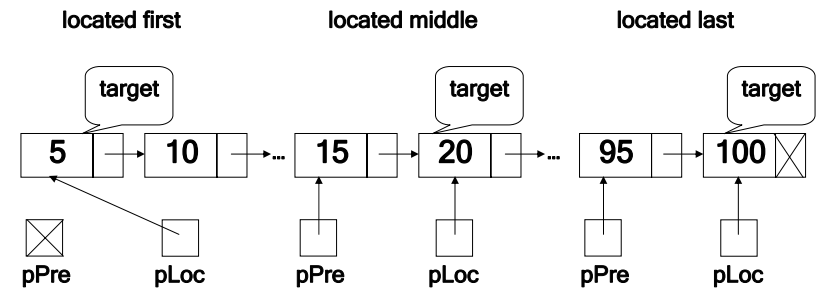 located first located middle located last
target target target
5 10 ... 15 20 ... 95 100
pPre pLoc pPre pLoc pPre pLoc